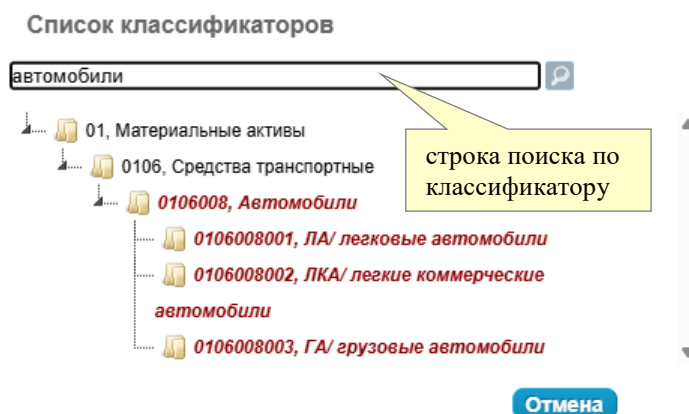 Список классификаторов
автомобили
01, Материальные активы
0106, Средства транспортные
строка поиска по
классификатору
0106008, Автомобили
0106008001, ЛА/ легковые автомобили
0106008002, ЛКА/ легкие коммерческие
автомобили
0106008003, ГА/ грузовые автомобили
Отмена